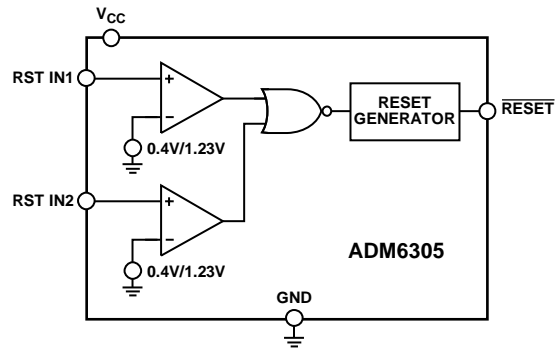 VCC
RST IN1
+
−
0.4V/1.23V
RESET
GENERATOR
RESET
RST IN2
+
−
0.4V/1.23V
ADM6305
GND